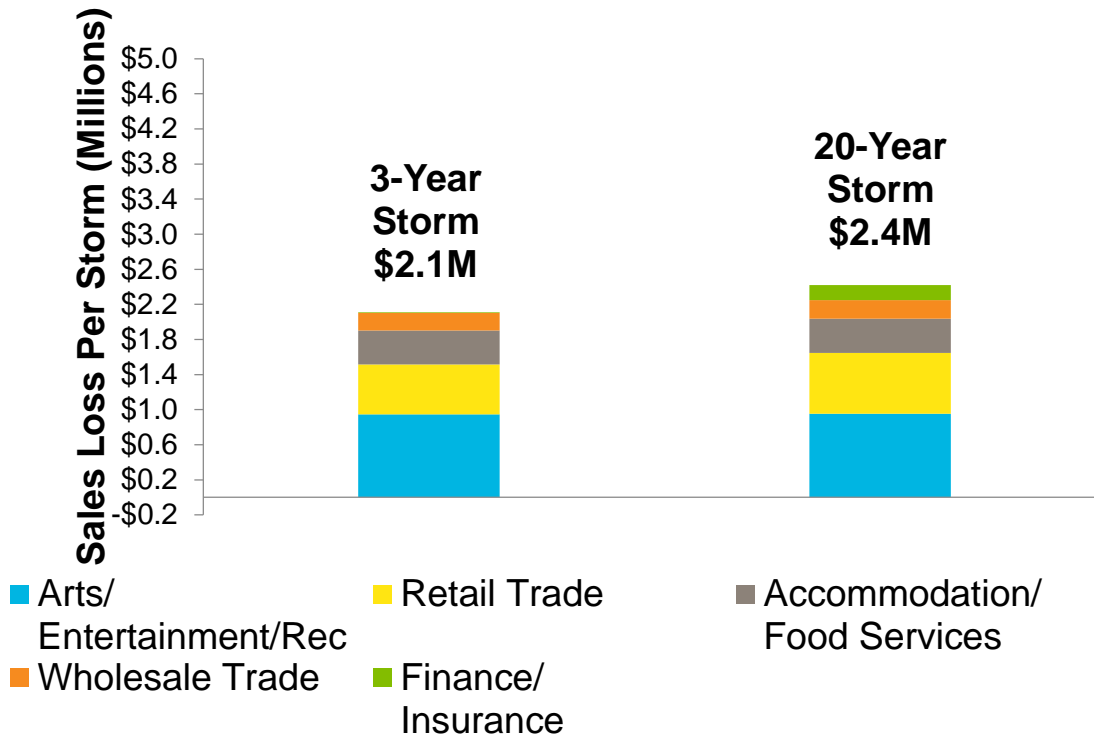 Sales Loss Per Storm (Millions)
$5.0
$4.6
$4.2
$3.8
$3.4
$3.0
$2.6
$2.2
$1.8
$1.4
$1.0
$0.6
$0.2
-$0.2
3-Year
Storm
$2.1M
20-Year
Storm
$2.4M
Arts/
Entertainment/Rec
Retail Trade
Accommodation/
Food Services
Wholesale Trade
Finance/
Insurance